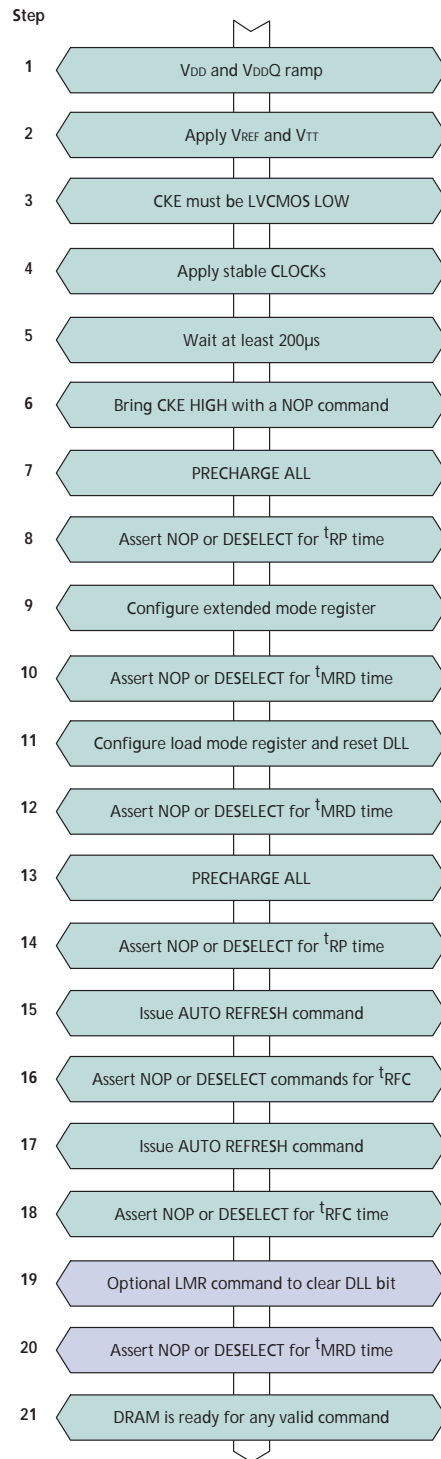 Step
1 VDD and VDDQ ramp
2 Apply VREF and VTT
3 CKE must be LVCMOS LOW
4 Apply stable CLOCKs
5 Wait at least 200µs
6 Bring CKE HIGH with a NOP command
7 PRECHARGE ALL
8 Assert NOP or DESELECT for tRP time
9 Configure extended mode register
10 Assert NOP or DESELECT for tMRD time
11 Configure load mode register and reset DLL
12 Assert NOP or DESELECT for tMRD time
13 PRECHARGE ALL
14 Assert NOP or DESELECT for tRP time
15 Issue AUTO REFRESH command
16 Assert NOP or DESELECT commands for tRFC
17 Issue AUTO REFRESH command
18 Assert NOP or DESELECT for tRFC time
19 Optional LMR command to clear DLL bit
20 Assert NOP or DESELECT for tMRD time
21 DRAM is ready for any valid command